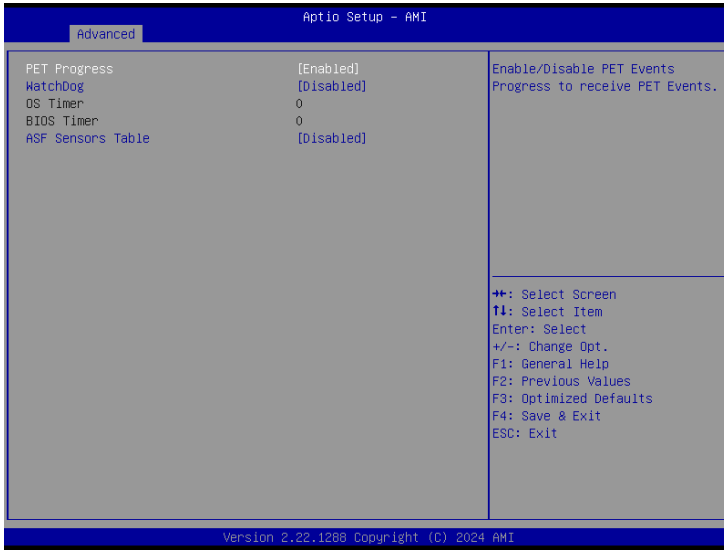 Aptio Setup – AMI
Advanced
PET Progress [Enabled]
WatchDog [Disabled]
OS Timer 0
BIOS Timer 0
ASF Sensors Table [Disabled]
Enable/Disable PET Events
Progress to receive PET Events.
→←: Select Screen
↑↓: Select Item
Enter: Select
+/-: Change Opt.
F1: General Help
F2: Previous Values
F3: Optimized Defaults
F4: Save & Exit
ESC: Exit
Version 2.22.1288 Copyright (C) 2024 AMI